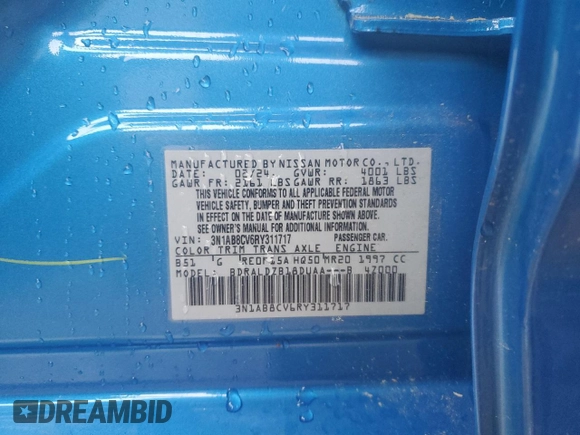 MANUFACTURED BY NISSAN MOTOR CO., LTD.
DATE: 02/24 GVWR: 4001 LBS
GAWR FR: 2161 LBS GAWR RR: 1863 LBS
THIS VEHICLE CONFORMS TO ALL APPLICABLE FEDERAL MOTOR
VEHICLE SAFETY, BUMPER AND THEFT PREVENTION STANDARDS
IN EFFECT ON THE DATE OF MANUFACTURE SHOWN ABOVE.
SEE OWNER'S MANUAL OR
VIN: 3N1AB8CV6RY311717 PASSENGER CAR.
COLOR TRIM TRANS AXLE ENGINE
B51 G RE0F15A HQ50 MR20 1997 CC
MODEL: BDRALDZB18DUAA---B 4Z000
3N1AB8CV6RY311717
DREAMBID